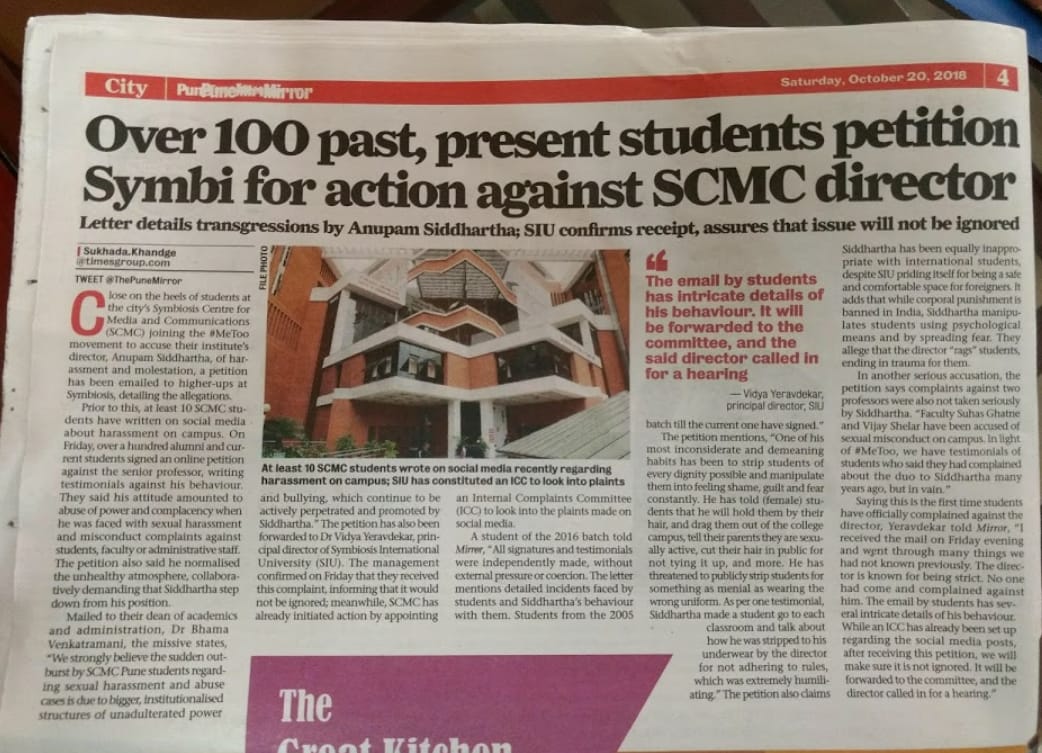 City
PunePuneMirror
Saturday, October 20, 2018
4
Over 100 past, present students petition
Symbi for action against SCMC director
Letter details transgressions by Anupam Siddhartha; SIU confirms receipt, assures that issue will not be ignored
Sukhada.Khandge
@timesgroup.com
TWEET @ThePuneMirror
Close on the heels of students at
the city's Symbiosis Centre for
Media and Communications
(SCMC) joining the #MeToo
movement to accuse their institute's
director, Anupam Siddhartha, of har-
assment and molestation, a petition
has been emailed to higher-ups at
Symbiosis, detailing the allegations.
Prior to this, at least 10 SCMC stu-
dents have written on social media
about harassment on campus. On
Friday, over a hundred alumni and cur-
rent students signed an online petition
against the senior professor, writing
testimonials against his behaviour.
They said his attitude amounted to
abuse of power and complacency when
he was faced with sexual harassment
and misconduct complaints against
students, faculty or administrative staff.
The petition also said he normalised
the unhealthy atmosphere, collabora-
tively demanding that Siddhartha step
down from his position.
Mailed to their dean of academics
and administration, Dr Bhama
Venkatramani, the missive states,
"We strongly believe the sudden out-
burst by SCMC Pune students regard-
ing sexual harassment and abuse
cases is due to bigger, institutionalised
structures of unadulterated power
FILE PHOTO
At least 10 SCMC students wrote on social media recently regarding
harassment on campus; SIU has constituted an ICC to look into plaints
and bullying, which continue to be
actively perpetrated and promoted by
Siddhartha." The petition has also been
forwarded to Dr Vidya Yeravdekar, prin-
cipal director of Symbiosis International
University (SIU). The management
confirmed on Friday that they received
this complaint, informing that it would
not be ignored; meanwhile, SCMC has
already initiated action by appointing
an Internal Complaints Committee
(ICC) to look into the plaints made on
social media.
A student of the 2016 batch told
Mirror, "All signatures and testimonials
were independently made, without
external pressure or coercion. The letter
mentions detailed incidents faced by
students and Siddhartha's behaviour
with them. Students from the 2005
“
The email by students
has intricate details of
his behaviour. It will
be forwarded to the
committee, and the
said director called in
for a hearing
— Vidya Yeravdekar,
principal director, SIU
batch till the current one have signed."
The petition mentions, "One of his
most inconsiderate and demeaning
habits has been to strip students of
every dignity possible and manipulate
them into feeling shame, guilt and fear
constantly. He has told (female) stu-
dents that he will hold them by their
hair, and drag them out of the college
campus, tell their parents they are sexu-
ally active, cut their hair in public for
not tying it up, and more. He has
threatened to publicly strip students for
something as menial as wearing the
wrong uniform. As per one testimonial,
Siddhartha made a student go to each
classroom and talk about
how he was stripped to his
underwear by the director
for not adhering to rules,
which was extremely humili-
ating." The petition also claims
Siddhartha has been equally inappro-
priate with international students,
despite SIU priding itself for being a safe
and comfortable space for foreigners. It
adds that while corporal punishment is
banned in India, Siddhartha manipu-
lates students using psychological
means and by spreading fear. They
allege that the director "rags" students,
ending in trauma for them.
In another serious accusation, the
petition says complaints against two
professors were also not taken seriously
by Siddhartha. "Faculty Suhas Ghatne
and Vijay Shelar have been accused of
sexual misconduct on campus. In light
of #MeToo, we have testimonials of
students who said they had complained
about the duo to Siddhartha many
years ago, but in vain."
Saying this is the first time students
have officially complained against the
director, Yeravdekar told Mirror, "I
received the mail on Friday evening
and went through many things we
had not known previously. The direc-
tor is known for being strict. No one
had come and complained against
him. The email by students has sev-
eral intricate details of his behaviour.
While an ICC has already been set up
regarding the social media posts,
after receiving this petition, we will
make sure it is not ignored. It will be
forwarded to the committee, and the
director called in for a hearing."
The
Great Kitchen